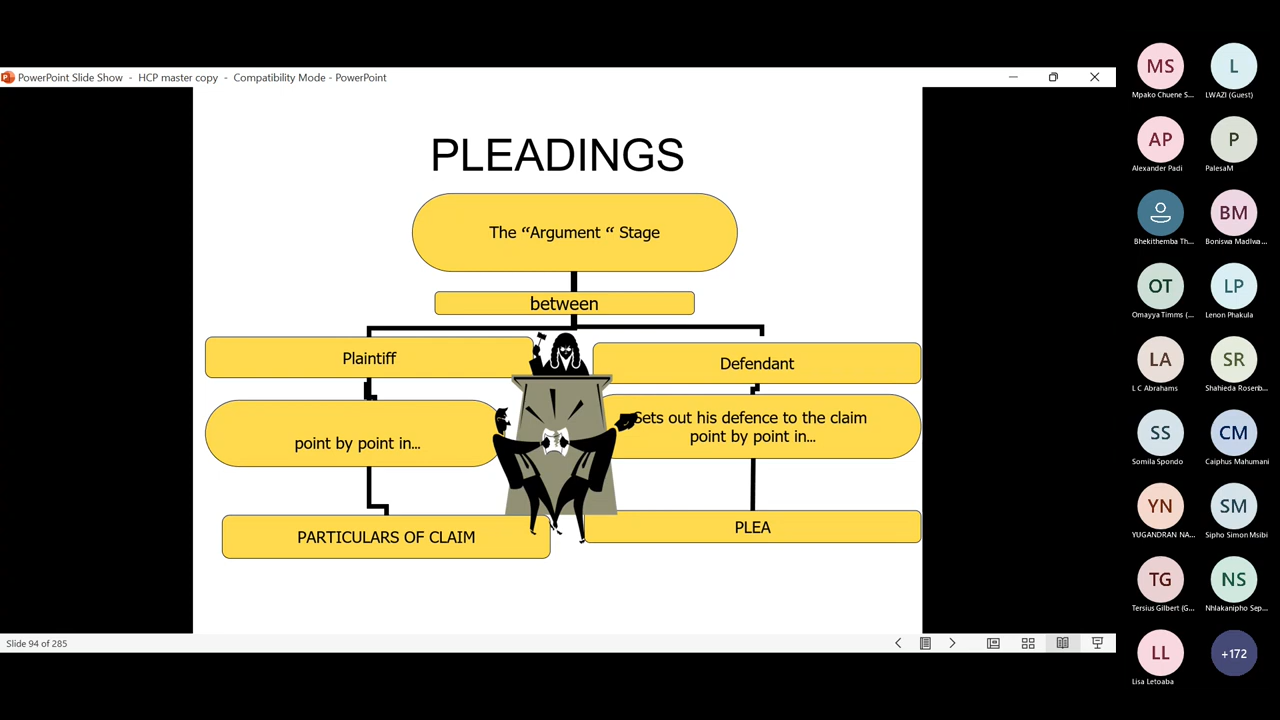 PowerPoint Slide Show - HCP master copy - Compatibility Mode - PowerPoint
PLEADINGS
The “Argument “ Stage
between
Plaintiff
Defendant
point by point in...
Sets out his defence to the claim
point by point in...
PARTICULARS OF CLAIM
PLEA
Slide 94 of 285
MS
Mpako Chuene S...
L
LWAZI (Guest)
AP
Alexander Padi
P
PalesaM
Bhekithemba Th...
BM
Boniswa Madlwa...
OT
Omayya Timms (...
LP
Lenon Phakula
LA
L C Abrahams
SR
Shahieda Rosenb...
SS
Somila Spondo
CM
Caiphus Mahumani
YN
YUGANDRAN NA...
SM
Sipho Simon Msibi
TG
Tersius Gilbert (G...
NS
Nhlakanipho Sep...
LL
Lisa Letoaba
+172